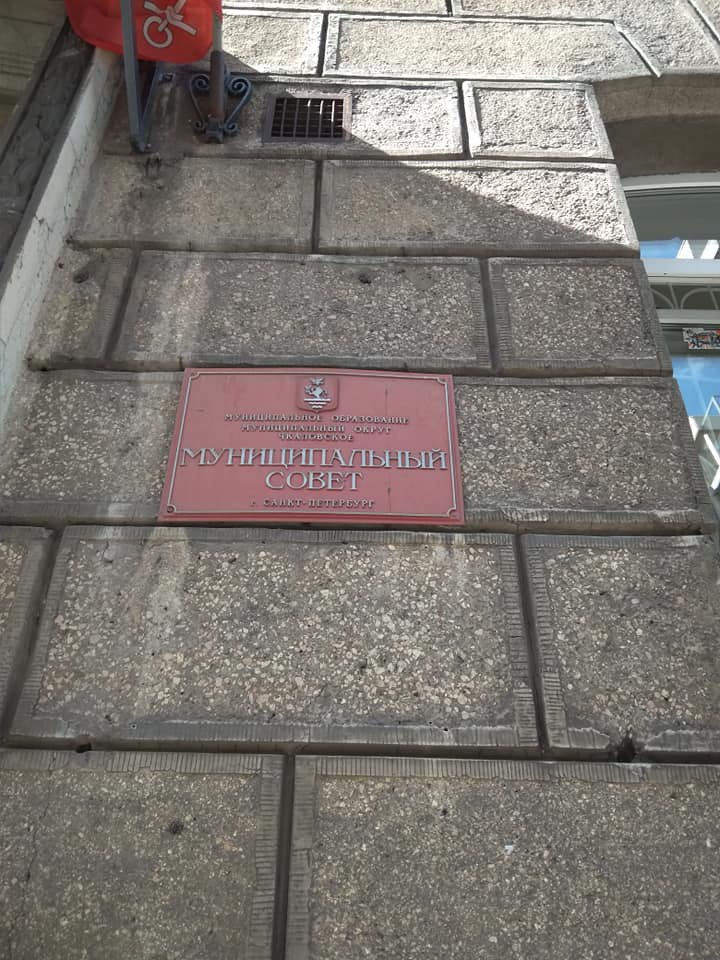 МУНИЦИПАЛЬНОЕ ОБРАЗОВАНИЕ
МУНИЦИПАЛЬНЫЙ ОКРУГ
ЧКАЛОВСКОЕ
МУНИЦИПАЛЬНЫЙ
СОВЕТ
г. САНКТ-ПЕТЕРБУРГ